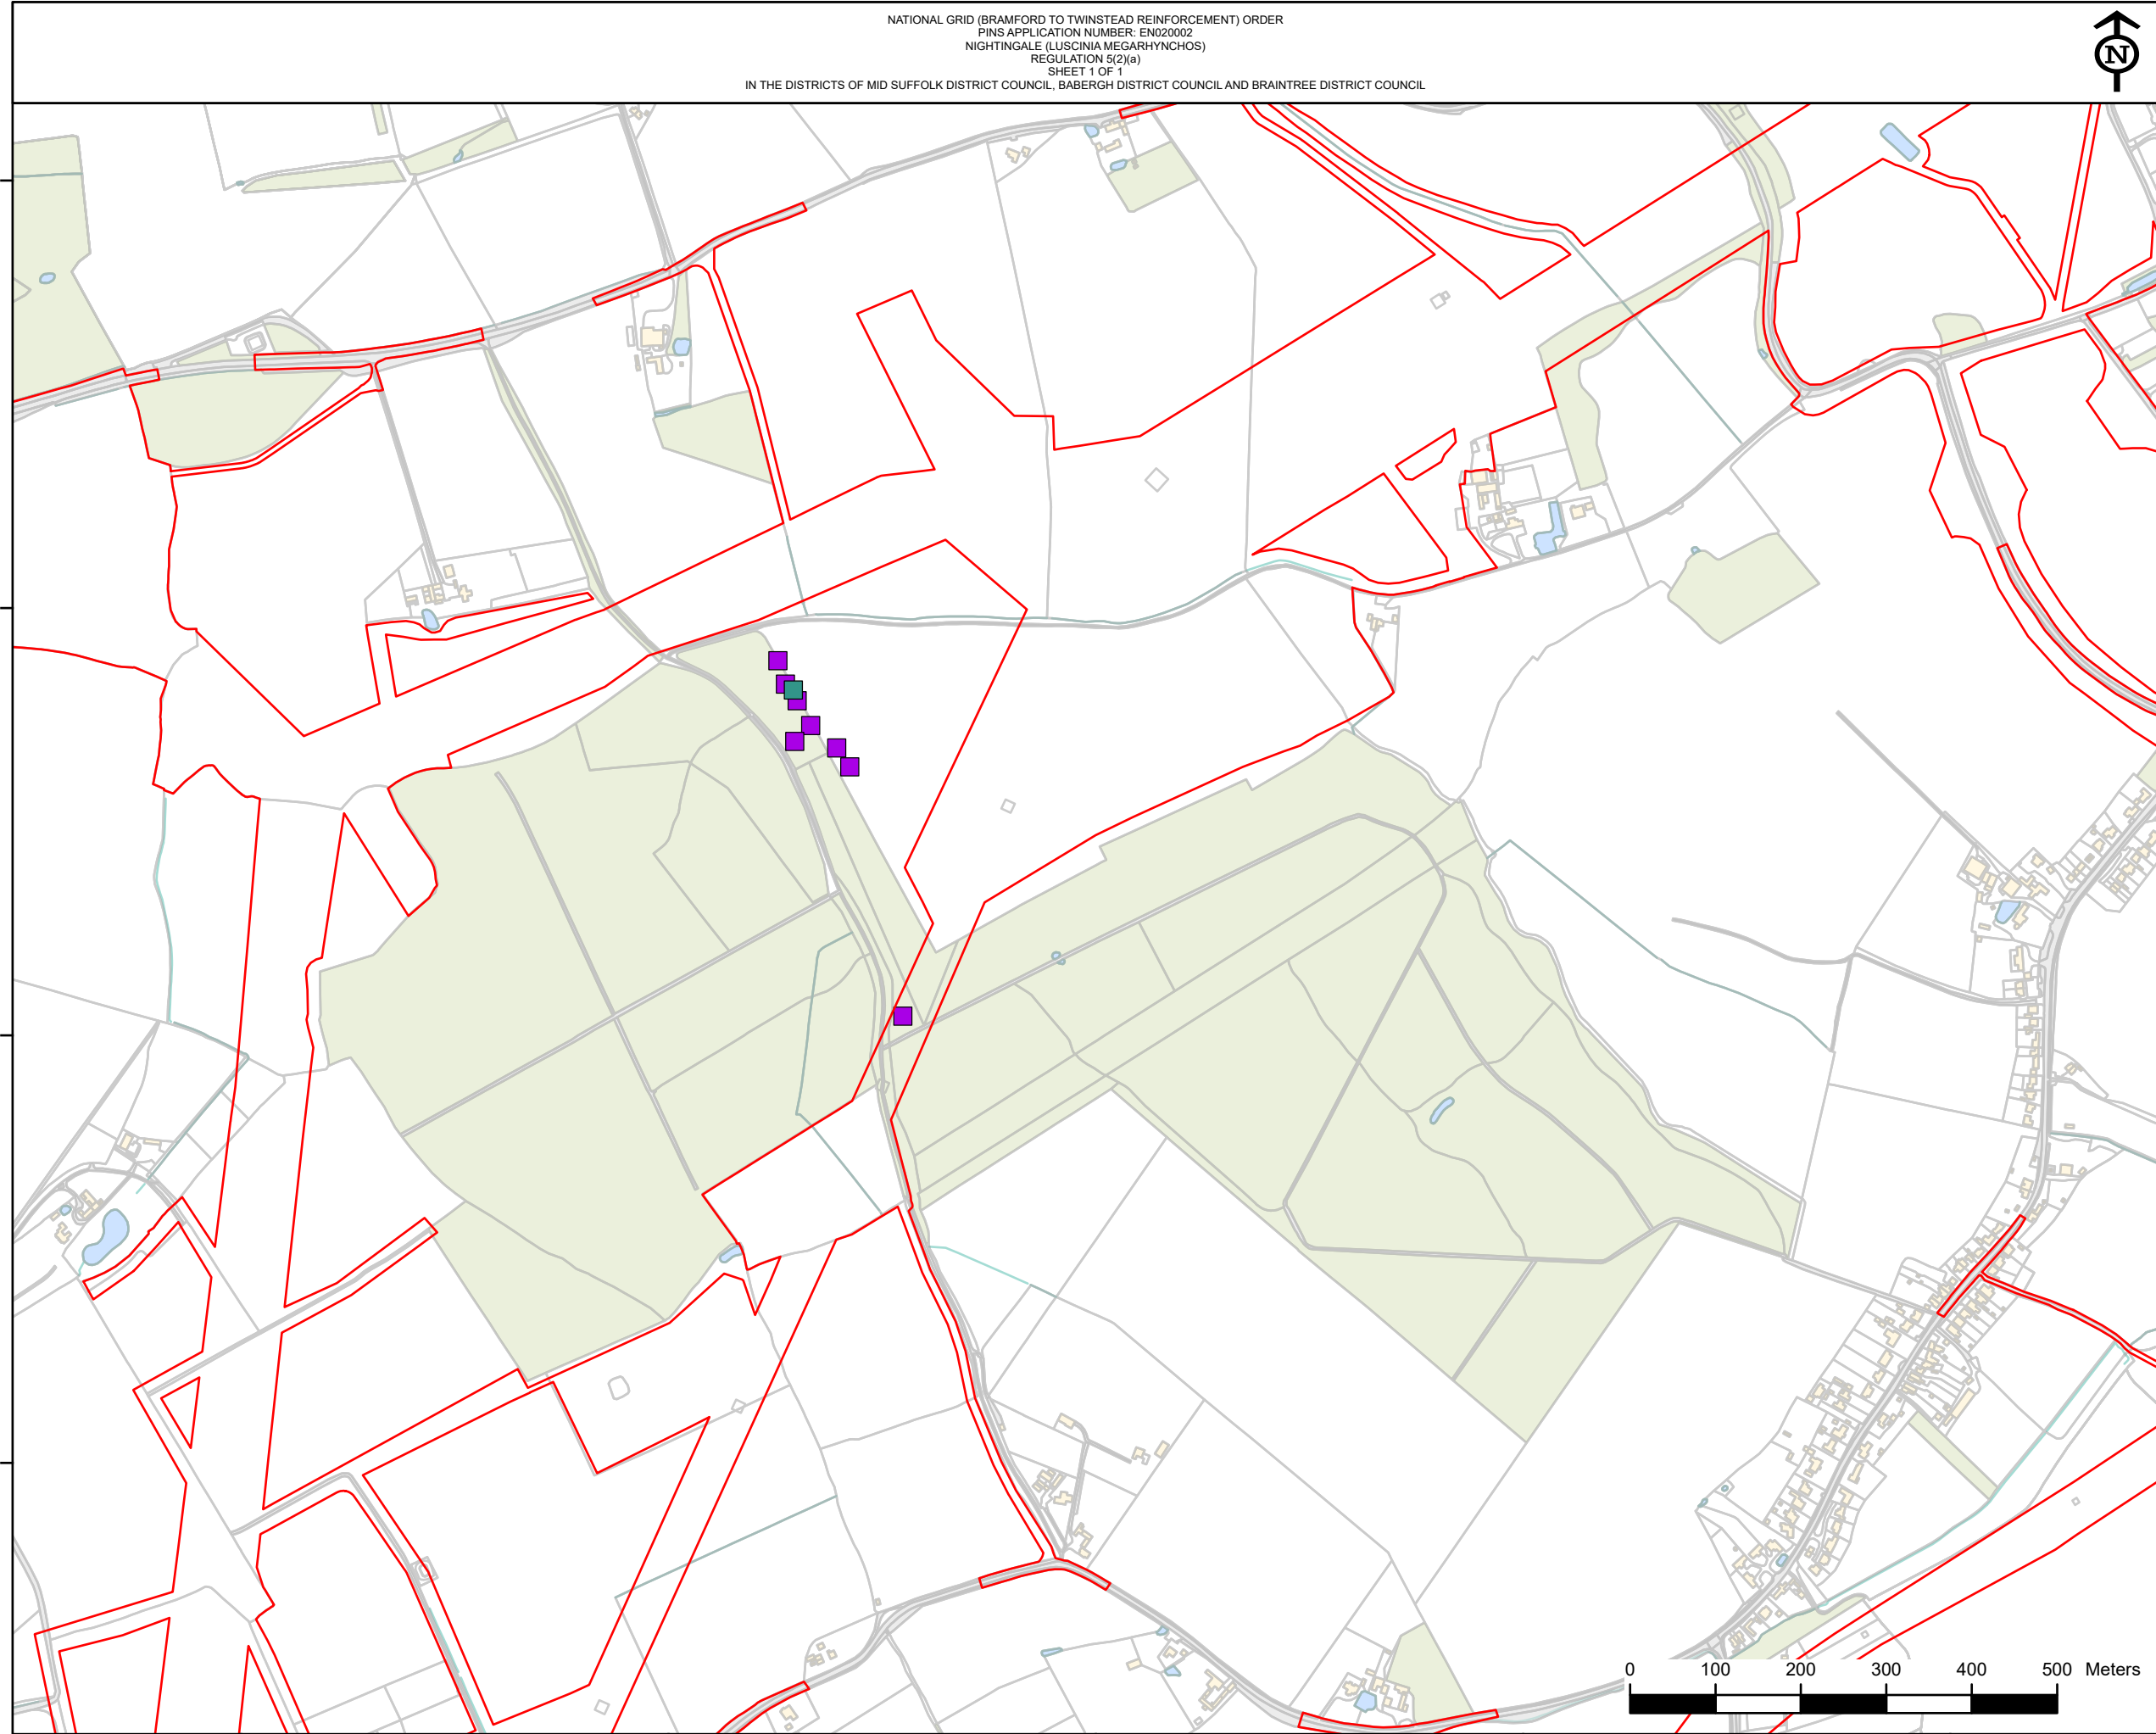 NATIONAL GRID (BRAMFORD TO TWINSTEAD REINFORCEMENT) ORDER
PINS APPLICATION NUMBER: EN020002
NIGHTINGALE (LUSCINIA MEGARHYNCHOS)
REGULATION 5(2)(a)
SHEET 1 OF 1
IN THE DISTRICTS OF MID SUFFOLK DISTRICT COUNCIL, BABERGH DISTRICT COUNCIL AND BRAINTREE DISTRICT COUNCIL
N
0 100 200 300 400 500 Meters